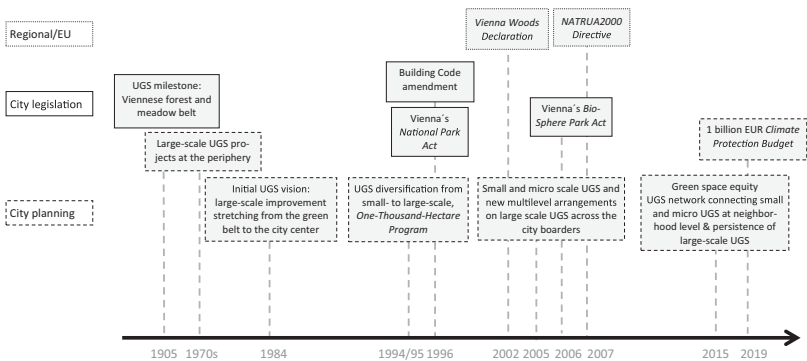 Regional/EU
Vienna Woods
Declaration
NATRUA2000
Directive
City legislation
UGS milestone:
Viennese forest and
meadow belt
Building Code
amendment
Vienna´s
National Park
Act
Vienna´s Bio-
Sphere Park Act
Large-scale UGS pro-
jects at the periphery
1 billion EUR Climate
Protection Budget
City planning
Initial UGS vision:
large-scale improvement
stretching from the green
belt to the city center
UGS diversification from
small- to large-scale,
One-Thousand-Hectare
Program
Small and micro scale UGS and
new multilevel arrangements
on large scale UGS across the
city boarders
Green space equity
UGS network connecting small
and micro UGS at neighbor-
hood level & persistence of
large-scale UGS
1905 1970s 1984 1994/95 1996 2002 2005 2006 2007 2015 2019